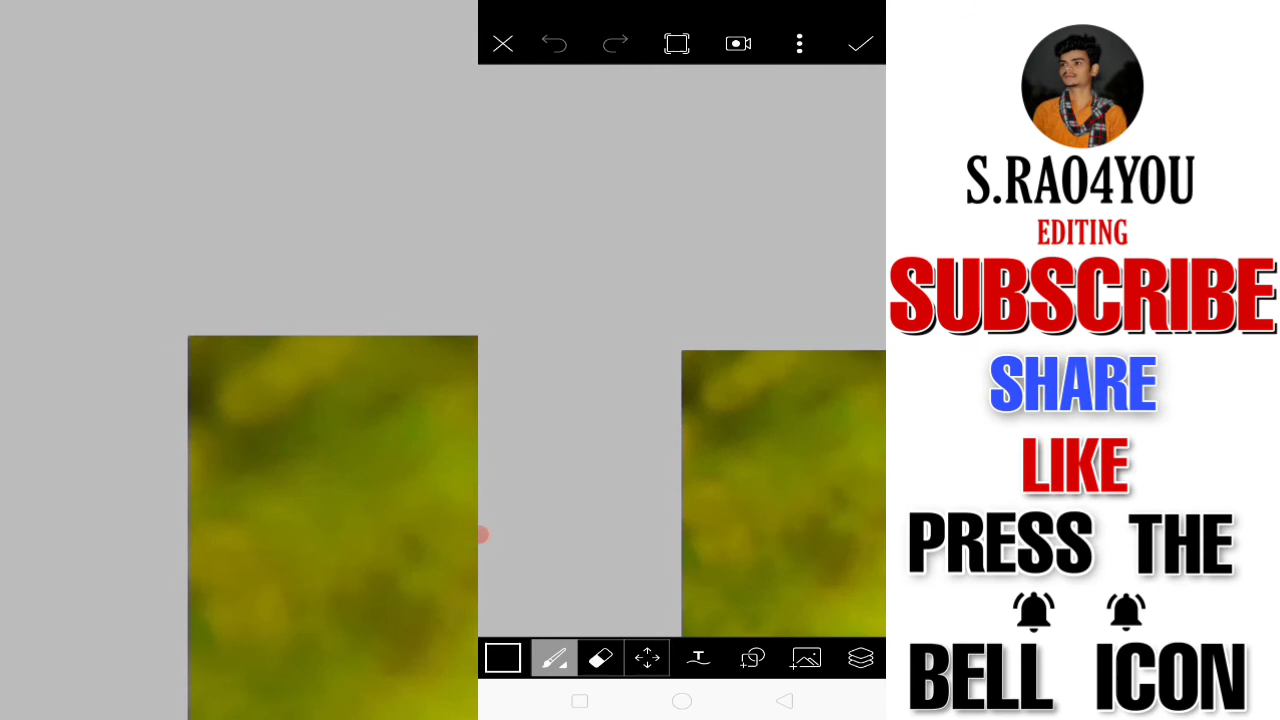 S.RAO4YOU
EDITING
SUBSCRIBE
SHARE
LIKE
PRESS THE
BELL ICON